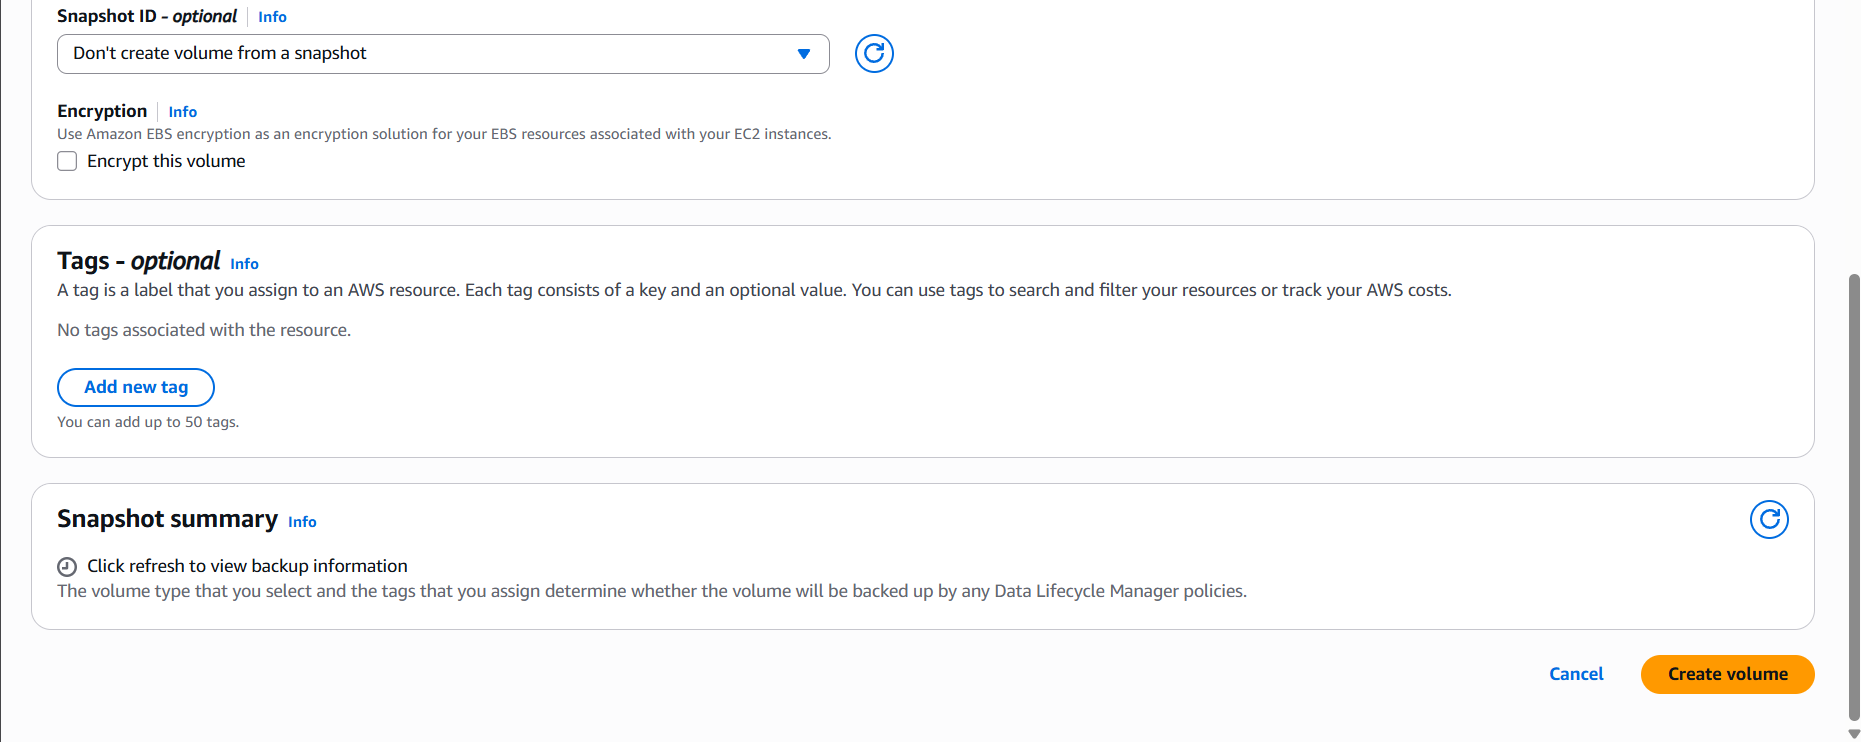 Snapshot ID - optional Info
Don't create volume from a snapshot
Encryption Info
Use Amazon EBS encryption as an encryption solution for your EBS resources associated with your EC2 instances.
Encrypt this volume
Tags - optional Info
A tag is a label that you assign to an AWS resource. Each tag consists of a key and an optional value. You can use tags to search and filter your resources or track your AWS costs.
No tags associated with the resource.
Add new tag
You can add up to 50 tags.
Snapshot summary Info
Click refresh to view backup information
The volume type that you select and the tags that you assign determine whether the volume will be backed up by any Data Lifecycle Manager policies.
Cancel Create volume